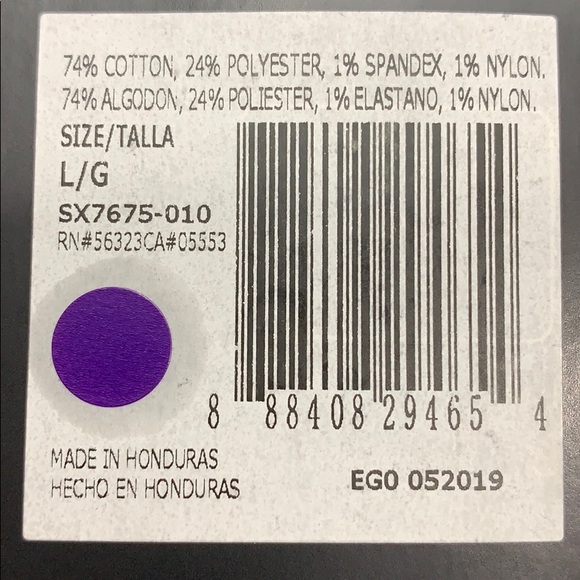 74% COTTON, 24% POLYESTER, 1% SPANDEX, 1% NYLON.
74% ALGODON, 24% POLIESTER, 1% ELASTANO, 1% NYLON.
SIZE/TALLA
L/G
SX7675-010
RN#56323CA#05553
8 88408 29465 4
MADE IN HONDURAS
HECHO EN HONDURAS
EG0 052019